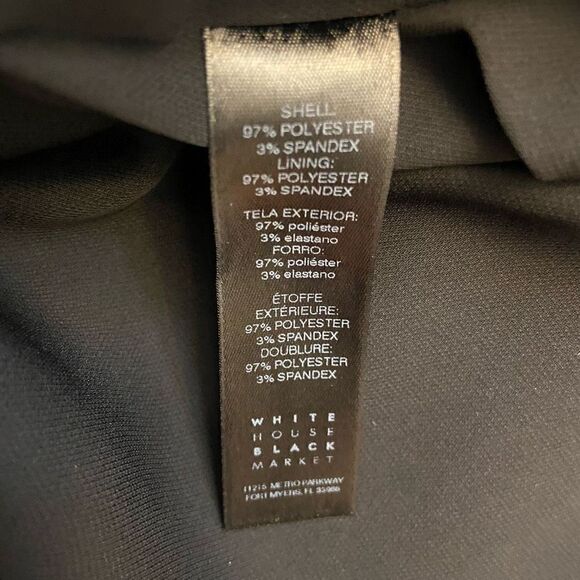 SHELL
97% POLYESTER
3% SPANDEX
LINING:
97% POLYESTER
3% SPANDEX
TELA EXTERIOR:
97% poliéster
3% elastano
FORRO:
97% poliéster
3% elastano
ÉTOFFE
EXTÉRIEURE:
97% POLYESTER
3% SPANDEX
DOUBLURE:
97% POLYESTER
3% SPANDEX
WHITE
HOUSE
BLACK
MARKET
11215 METRO PARKWAY
FORT MYERS, FL 33966